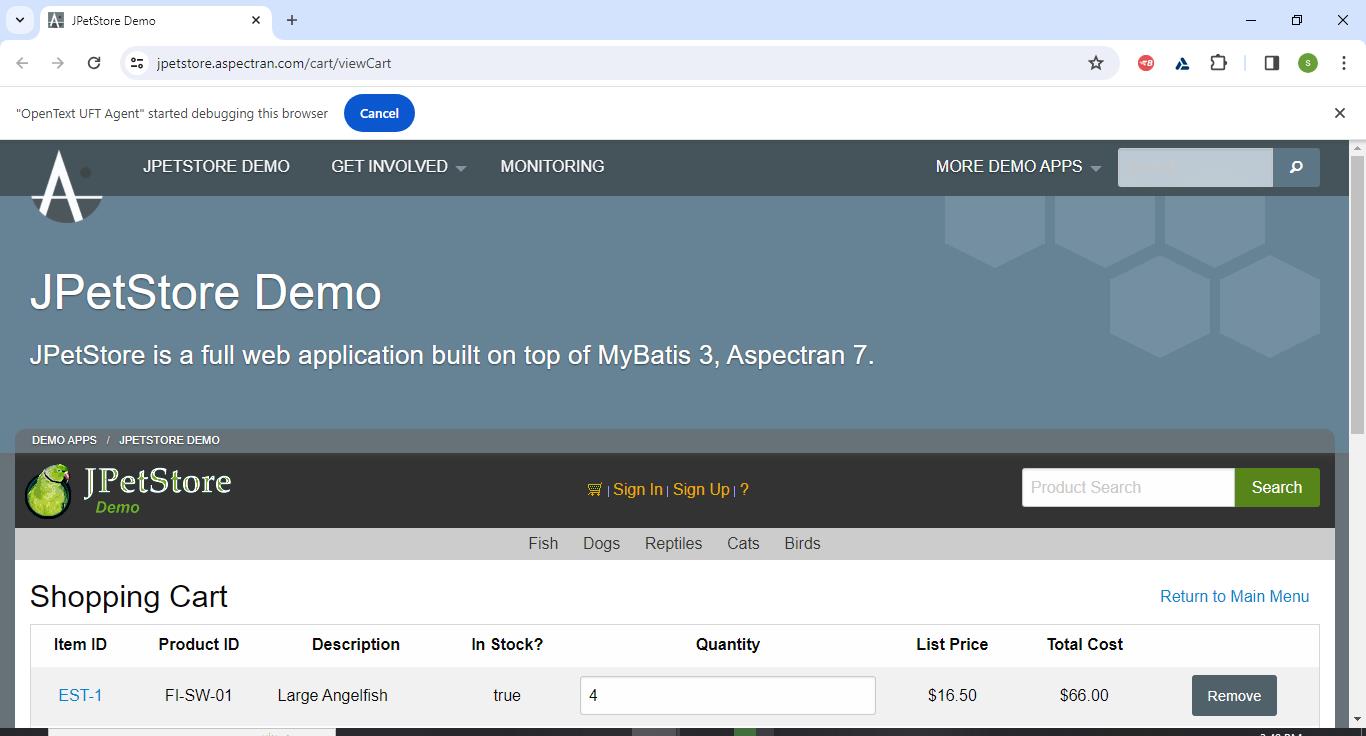 JPetStore Demo
jpetstore.aspectran.com/cart/viewCart
S
"OpenText UFT Agent" started debugging this browser Cancel
JPETSTORE DEMO GET INVOLVED MONITORING MORE DEMO APPS
JPetStore Demo
JPetStore is a full web application built on top of MyBatis 3, Aspectran 7.
DEMO APPS / JPETSTORE DEMO
JPetStore
Demo
| Sign In | Sign Up | ? Product Search Search
Fish Dogs Reptiles Cats Birds
Shopping Cart Return to Main Menu
Item ID Product ID Description In Stock? Quantity List Price Total Cost
EST-1 FI-SW-01 Large Angelfish true 4 $16.50 $66.00 Remove